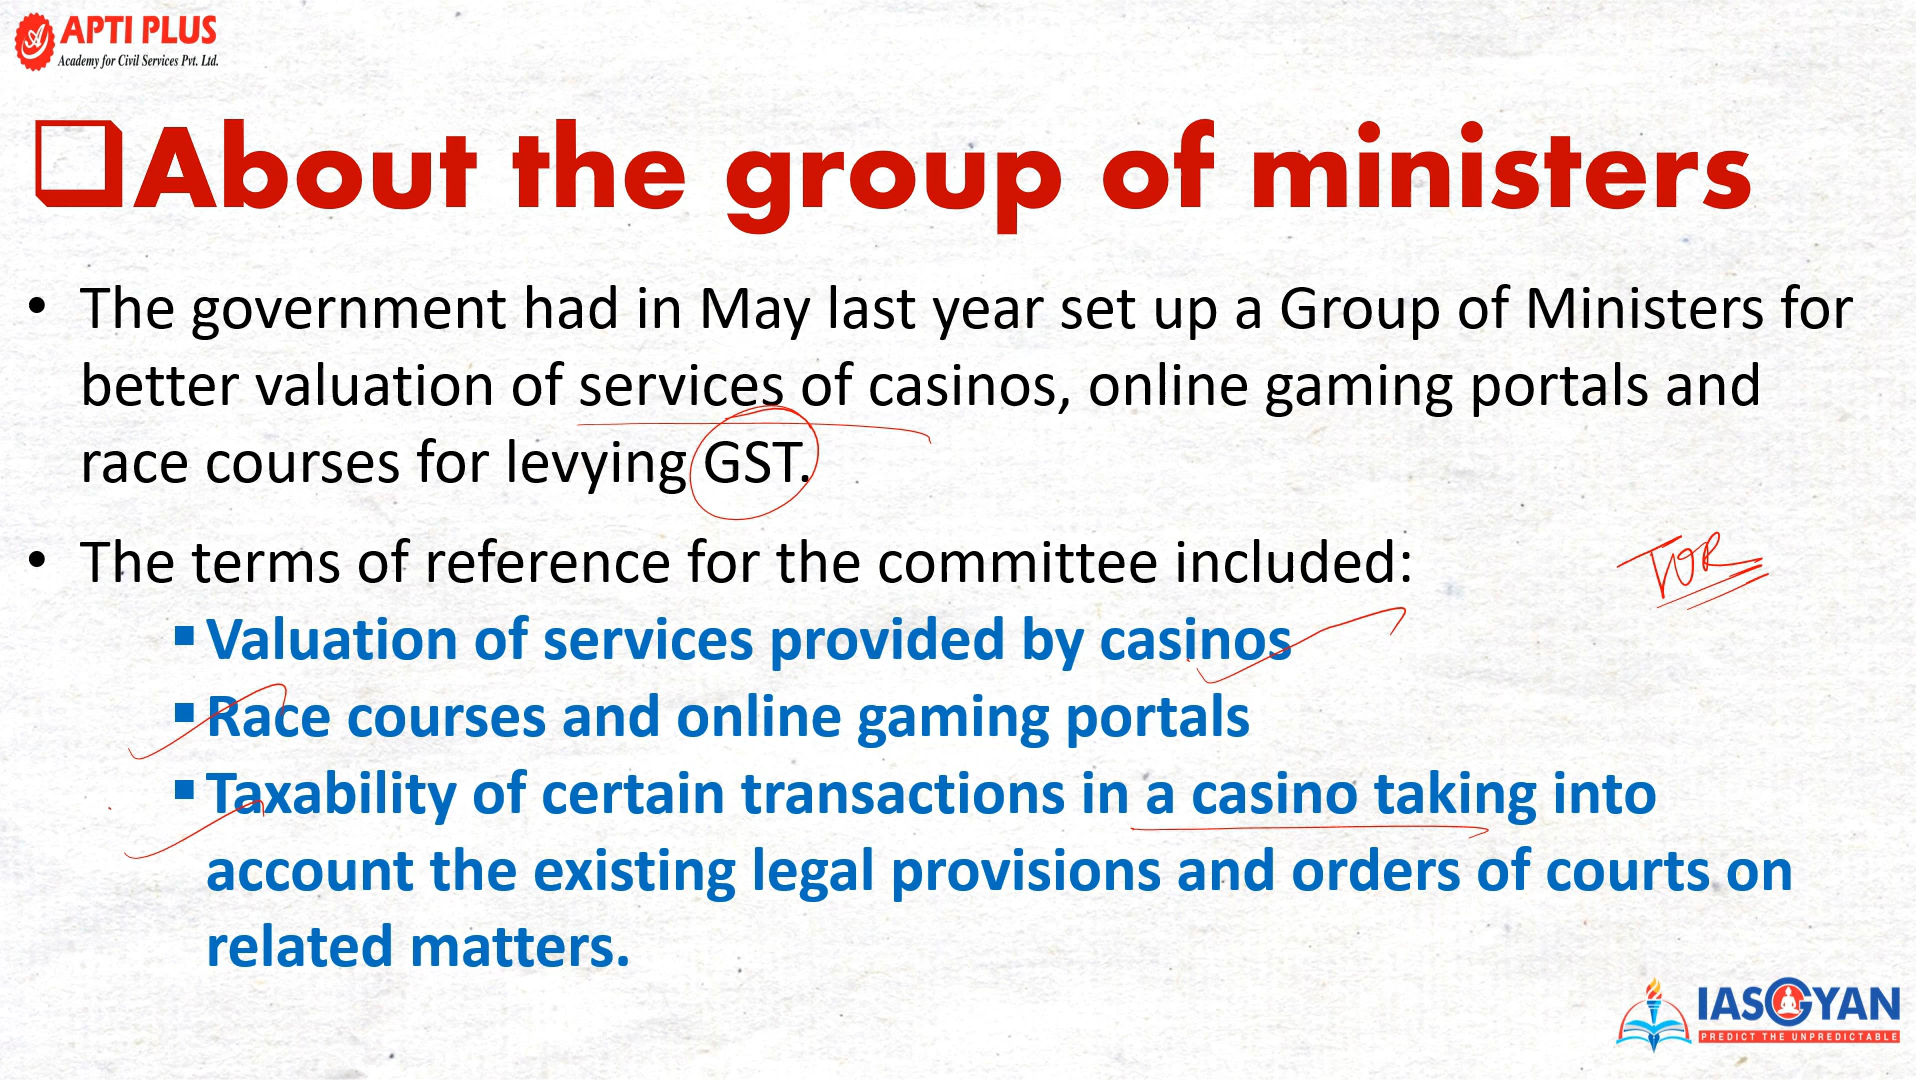 APTI PLUS
Academy for Civil Services Pvt. Ltd.
About the group of ministers
• The government had in May last year set up a Group of Ministers for
better valuation of services of casinos, online gaming portals and
race courses for levying GST.
• The terms of reference for the committee included:
TOR
▪ Valuation of services provided by casinos
▪ Race courses and online gaming portals
▪ Taxability of certain transactions in a casino taking into
account the existing legal provisions and orders of courts on
related matters.
IASGYAN
PREDICT THE UNPREDICTABLE